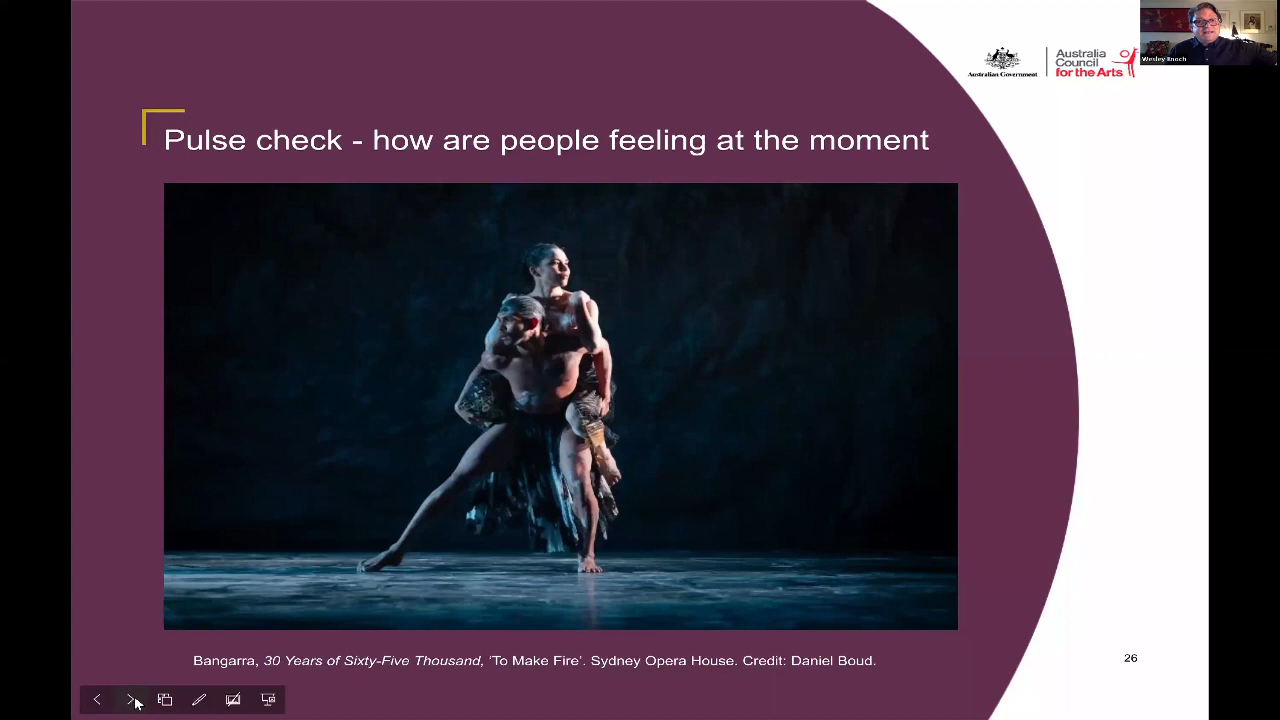 Australian Government
Australia
Council
for the Arts
Wesley Enoch
Pulse check - how are people feeling at the moment
Bangarra, 30 Years of Sixty-Five Thousand, ‘To Make Fire’. Sydney Opera House. Credit: Daniel Boud.
26